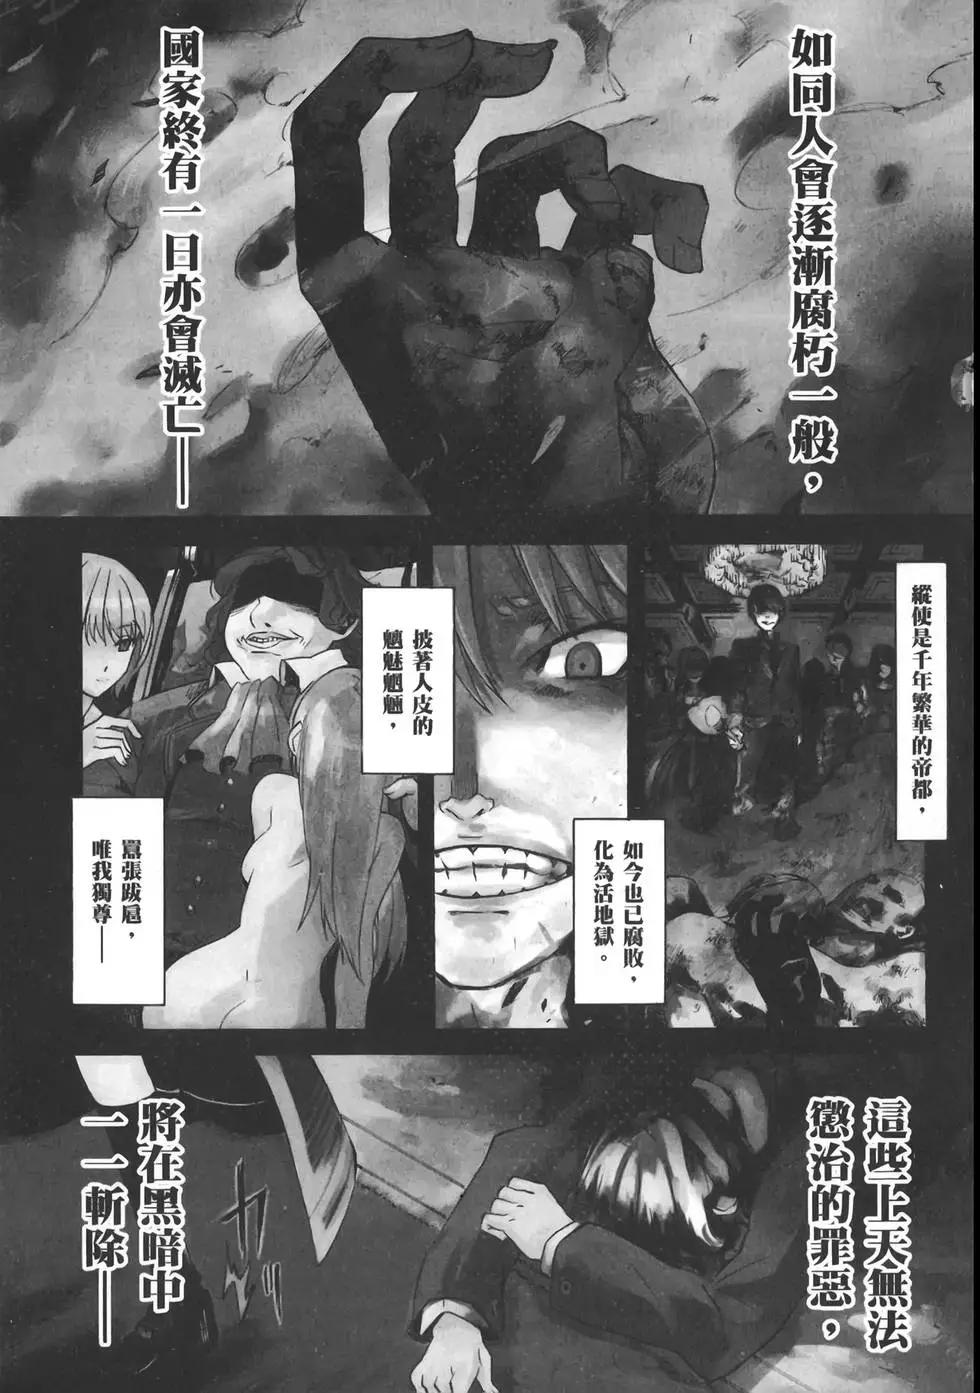 如同人會逐漸腐朽一般，
國家終有一日亦會滅亡——
縱使是千年繁華的帝都，
如今也已腐敗，
化為活地獄。
披著人皮的
魑魅魍魎，
囂張跋扈，
唯我獨尊——
這些上天無法
懲治的罪惡，
將在黑暗中
一一斬除——
カッ